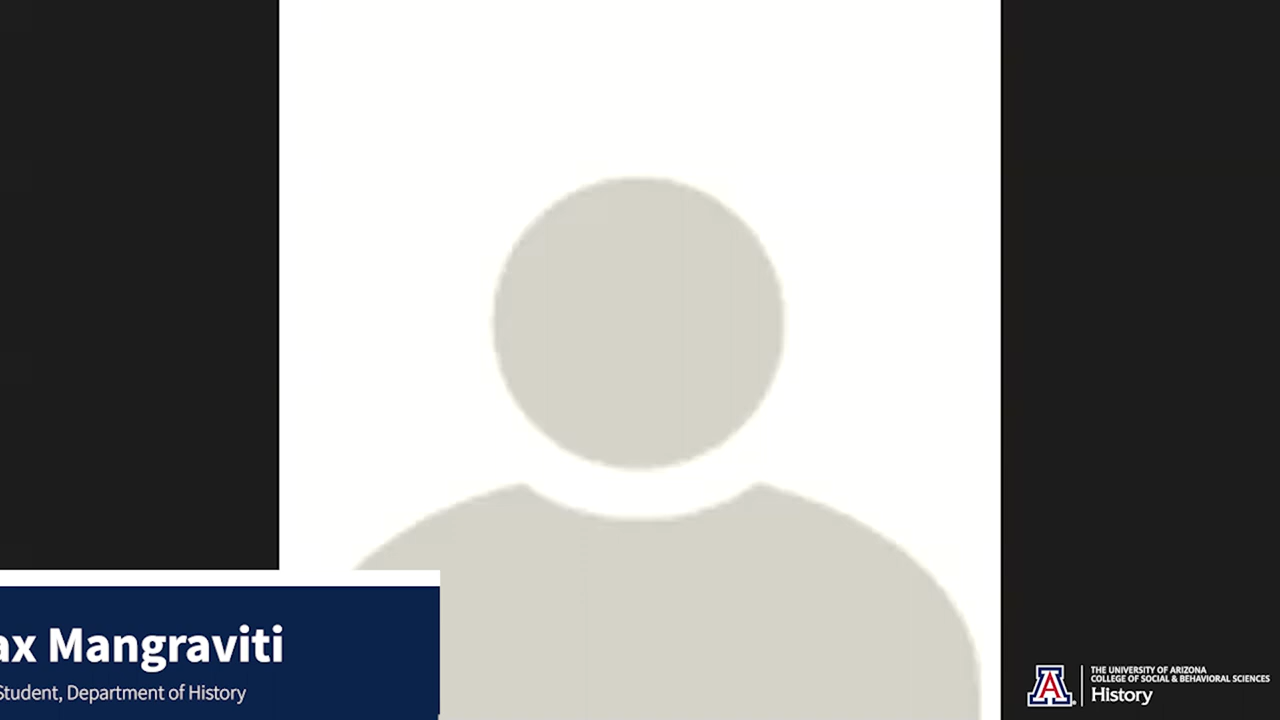 ax Mangraviti
Student, Department of History
THE UNIVERSITY OF ARIZONA
COLLEGE OF SOCIAL & BEHAVIORAL SCIENCES
History